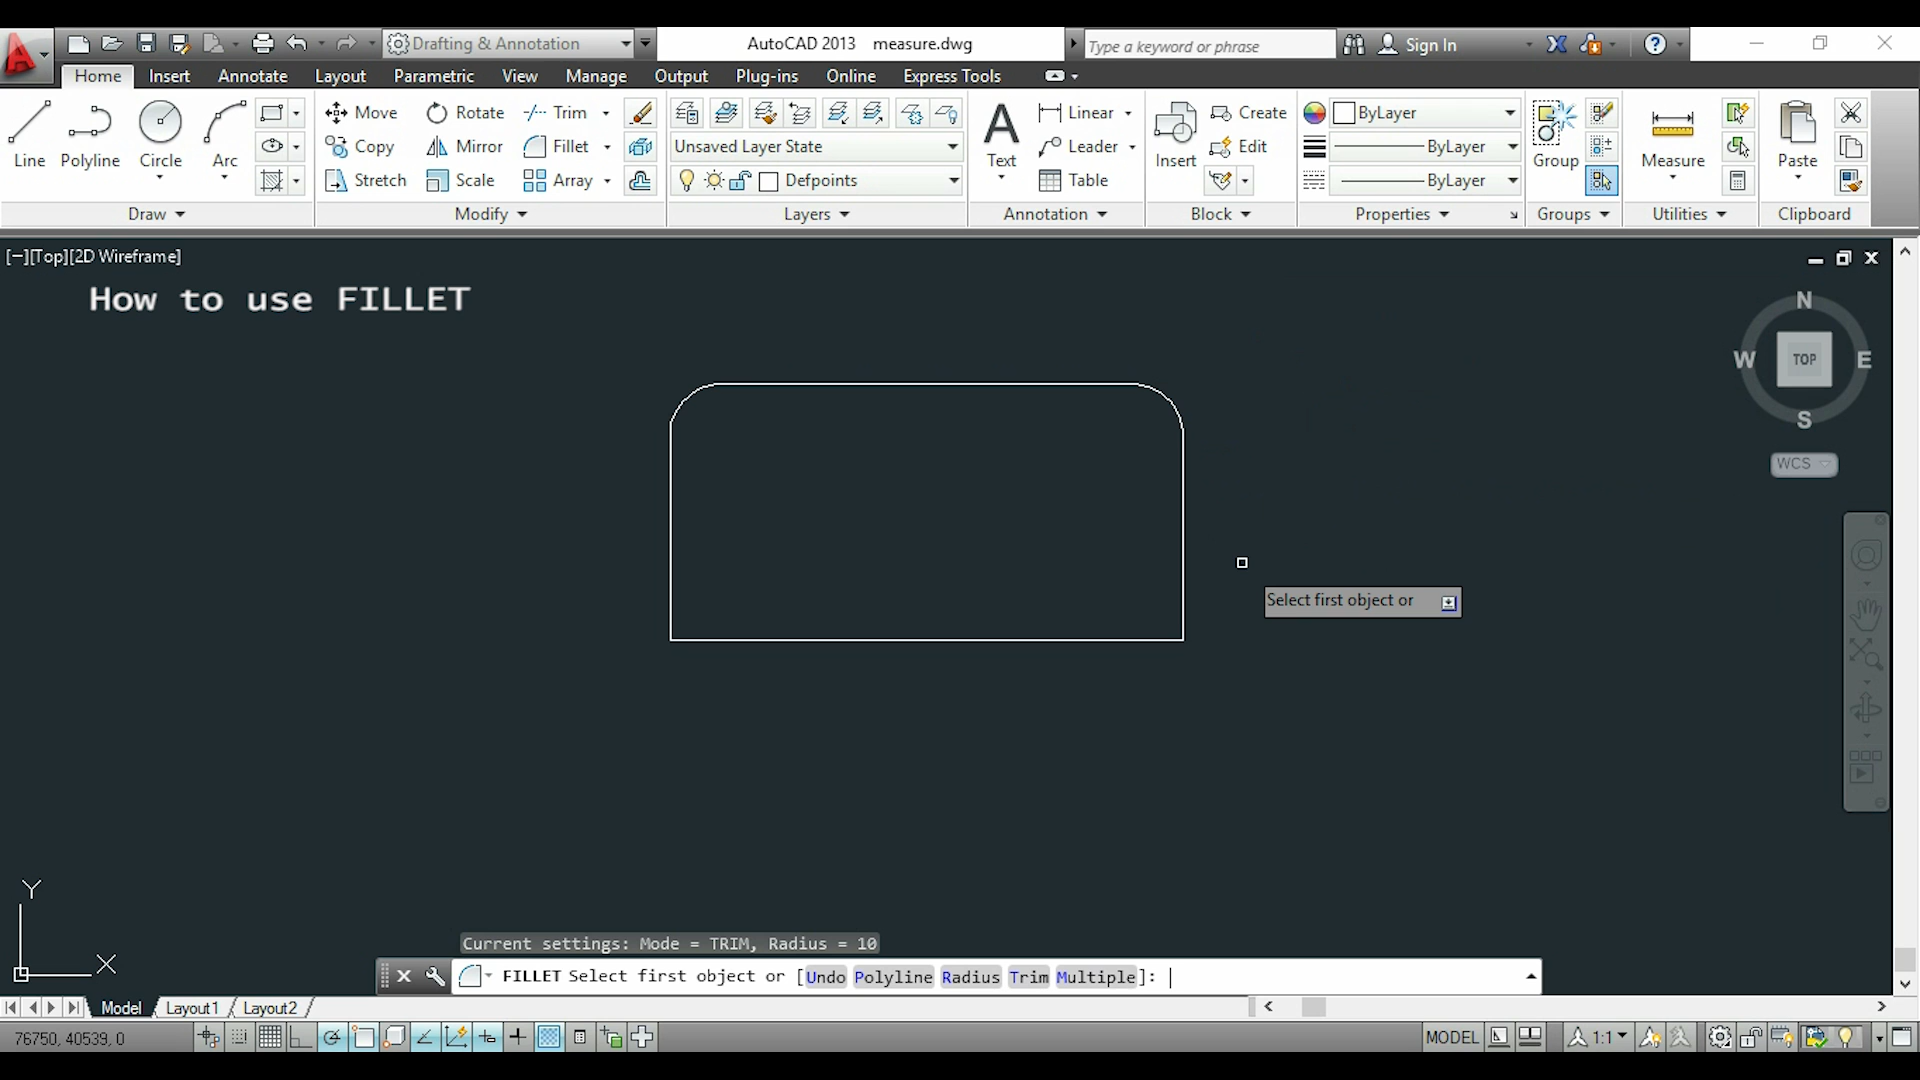 Drafting & Annotation
AutoCAD 2013 measure.dwg
Type a keyword or phrase
Sign In
Home Insert Annotate Layout Parametric View Manage Output Plug-ins Online Express Tools
Line
Polyline
Circle
Arc
Draw
Move
Rotate
Trim
Copy
Mirror
Fillet
Stretch
Scale
Array
Modify
Unsaved Layer State
Defpoints
Layers
A
Text
Linear
Leader
Table
Annotation
Insert
Create
Edit
Block
ByLayer
ByLayer
ByLayer
Properties
Group
Groups
Measure
Utilities
Paste
Clipboard
[−][Top][2D Wireframe]
How to use FILLET
N
W
TOP
E
S
WCS
Select first object or
Y
X
Current settings: Mode = TRIM, Radius = 10
FILLET Select first object or [Undo Polyline Radius Trim Multiple]:
Model Layout1 Layout2
76750, 40539, 0
MODEL
1:1